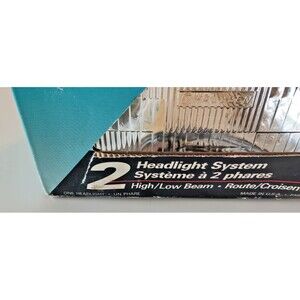 2
Headlight System
Système à 2 phares
High/Low Beam • Route/Croisem
ONE HEADLIGHT • UN PHARE
MADE IN U.S.A.